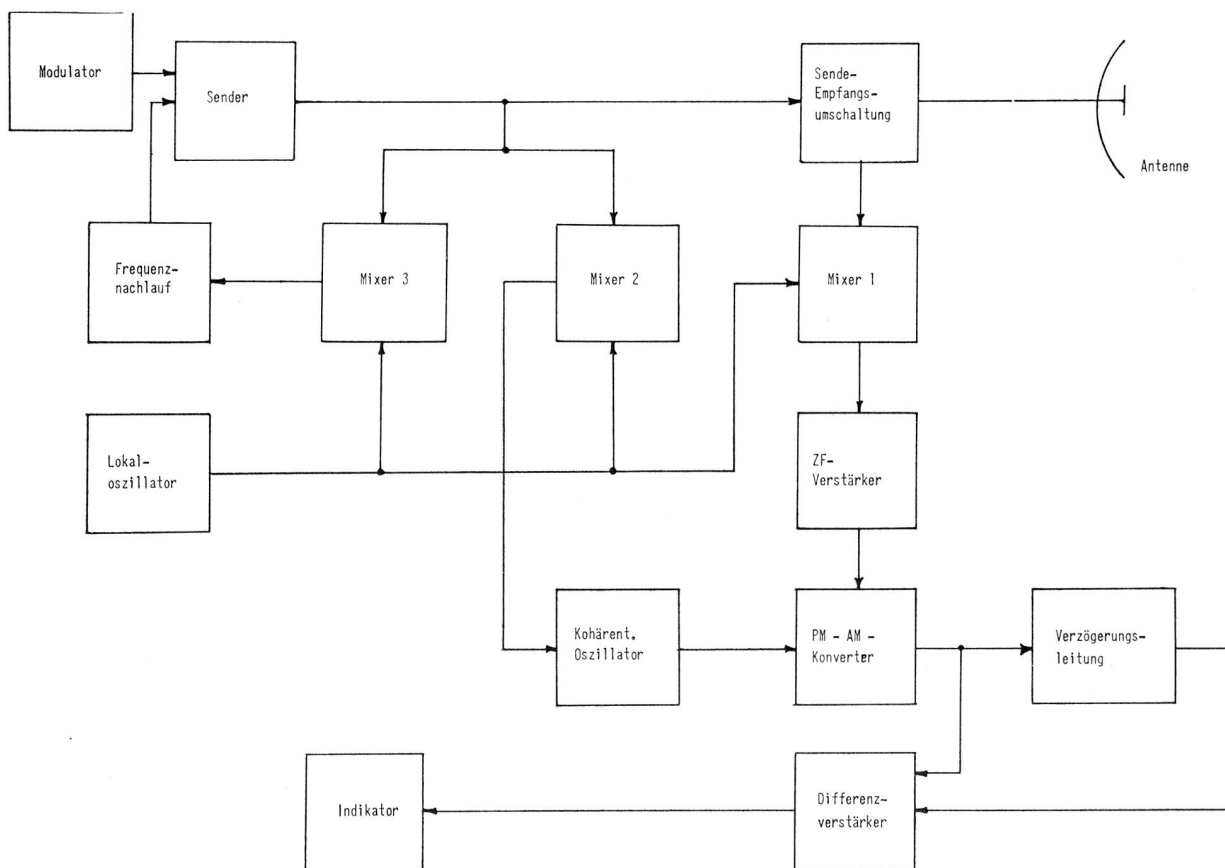 Modulator
Sender
Sende-
Empfangs-
umschaltung
Antenne
Frequenz-
nachlauf
Mixer 3
Mixer 2
Mixer 1
Lokal-
oszillator
ZF-
Verstärker
Kohärent.
Oszillator
PM - AM -
Konverter
Verzögerungs-
leitung
Indikator
Differenz-
verstärker